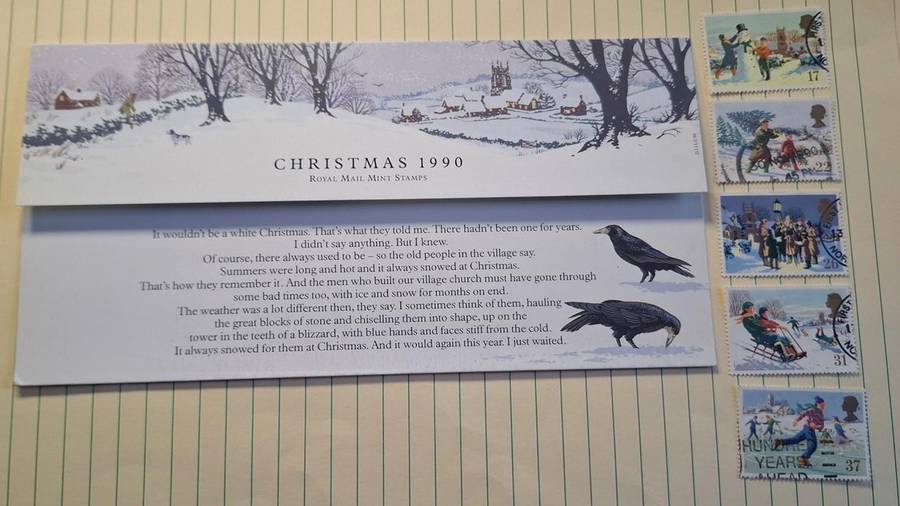 CHRISTMAS 1990
ROYAL MAIL MINT STAMPS
It wouldn't be a white Christmas. That's what they told me. There hadn't been one for years.
I didn't say anything. But I knew.
Of course, there always used to be – so the old people in the village say.
Summers were long and hot and it always snowed at Christmas.
That's how they remember it. And the men who built our village church must have gone through
some bad times too, with ice and snow for months on end.
The weather was a lot different then, they say. I sometimes think of them, hauling
the great blocks of stone and chiselling them into shape, up on the
tower in the teeth of a blizzard, with blue hands and faces stiff from the cold.
It always snowed for them at Christmas. And it would again this year. I just waited.
17
22
26
31
37
HUNDRE
YEARS
AHEAD